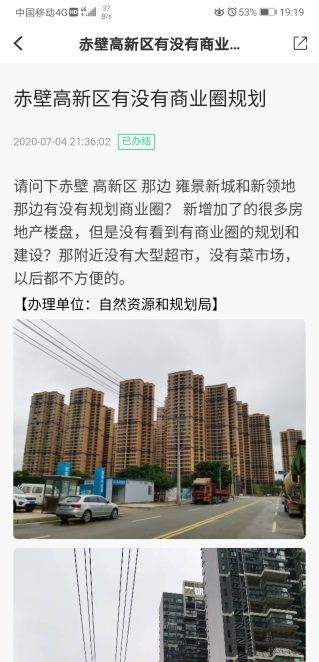 中国移动4G HD 4G 37 B/s 53% 19:19
赤壁高新区有没有商业...
赤壁高新区有没有商业圈规划
2020-07-04 21:36:02 已办结
请问下赤壁 高新区 那边 雍景新城和新领地
那边有没有规划商业圈？ 新增加了的很多房
地产楼盘，但是没有看到有商业圈的规划和
建设？那附近没有大型超市，没有菜市场，
以后都不方便的。
【办理单位：自然资源和规划局】